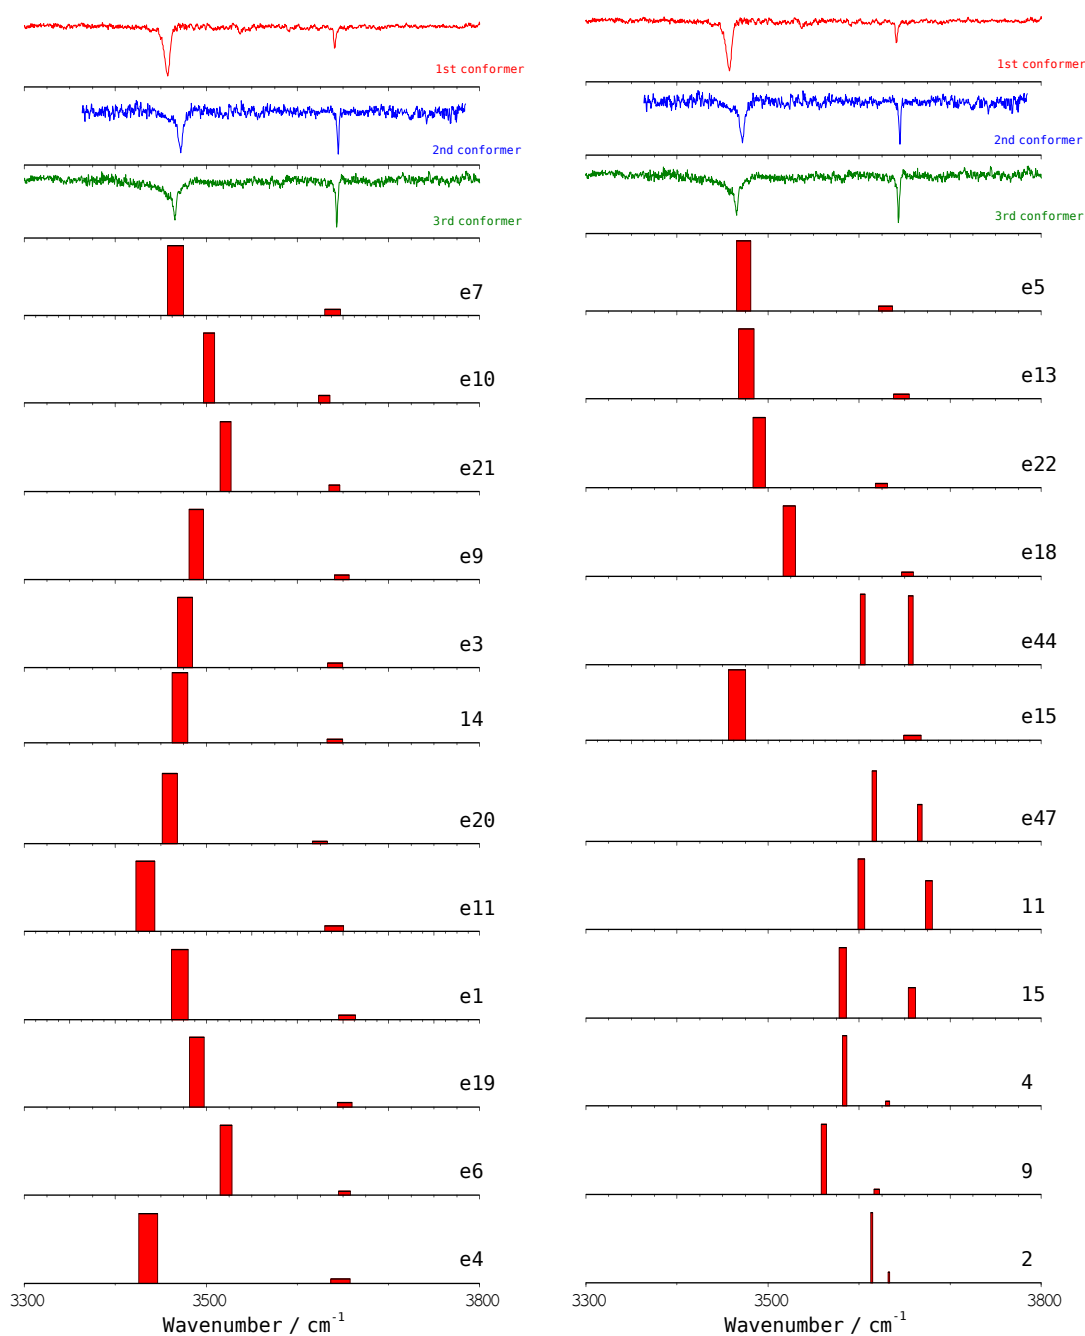 1st conformer
2nd conformer
3rd conformer
e7
e10
e21
e9
e3
14
e20
e11
e1
e19
e6
e4
3300 3500 3800
Wavenumber / cm-1
1st conformer
2nd conformer
3rd conformer
e5
e13
e22
e18
e44
e15
e47
11
15
4
9
2
3300 3500 3800
Wavenumber / cm-1